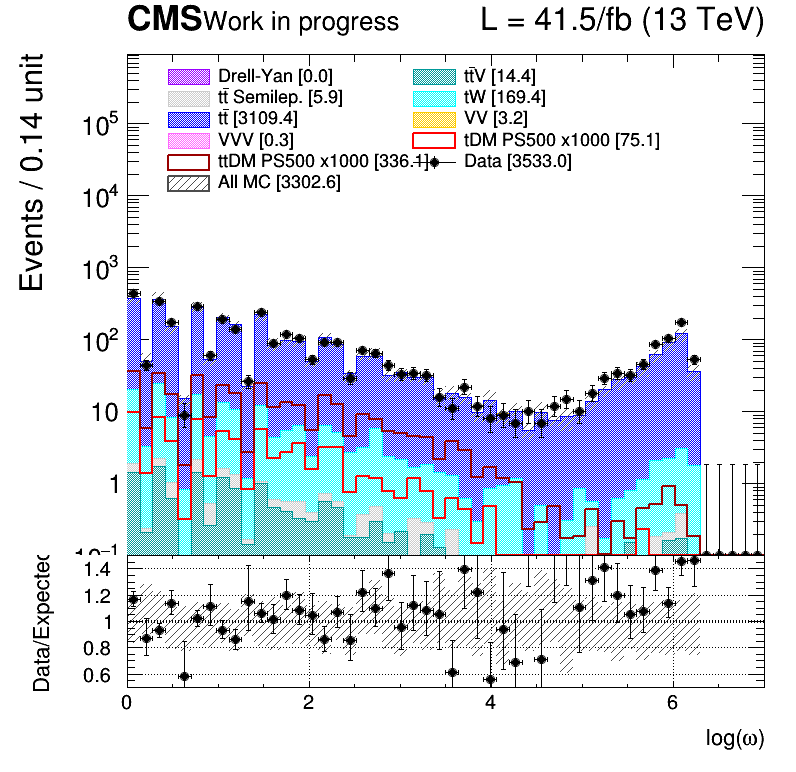 CMS Work in progress L = 41.5/fb (13 TeV)
Events / 0.14 unit
Drell-Yan [0.0]
tt̄V [14.4]
tt̄ Semilep. [5.9]
tW [169.4]
tt̄ [3109.4]
VV [3.2]
VVV [0.3]
tDM PS500 x1000 [75.1]
ttDM PS500 x1000 [336.1]
Data [3533.0]
All MC [3302.6]
10⁵
10⁴
10³
10²
10
1
10⁻¹
Data/Expected
1.4
1.2
1
0.8
0.6
0 2 4 6
log(ω)